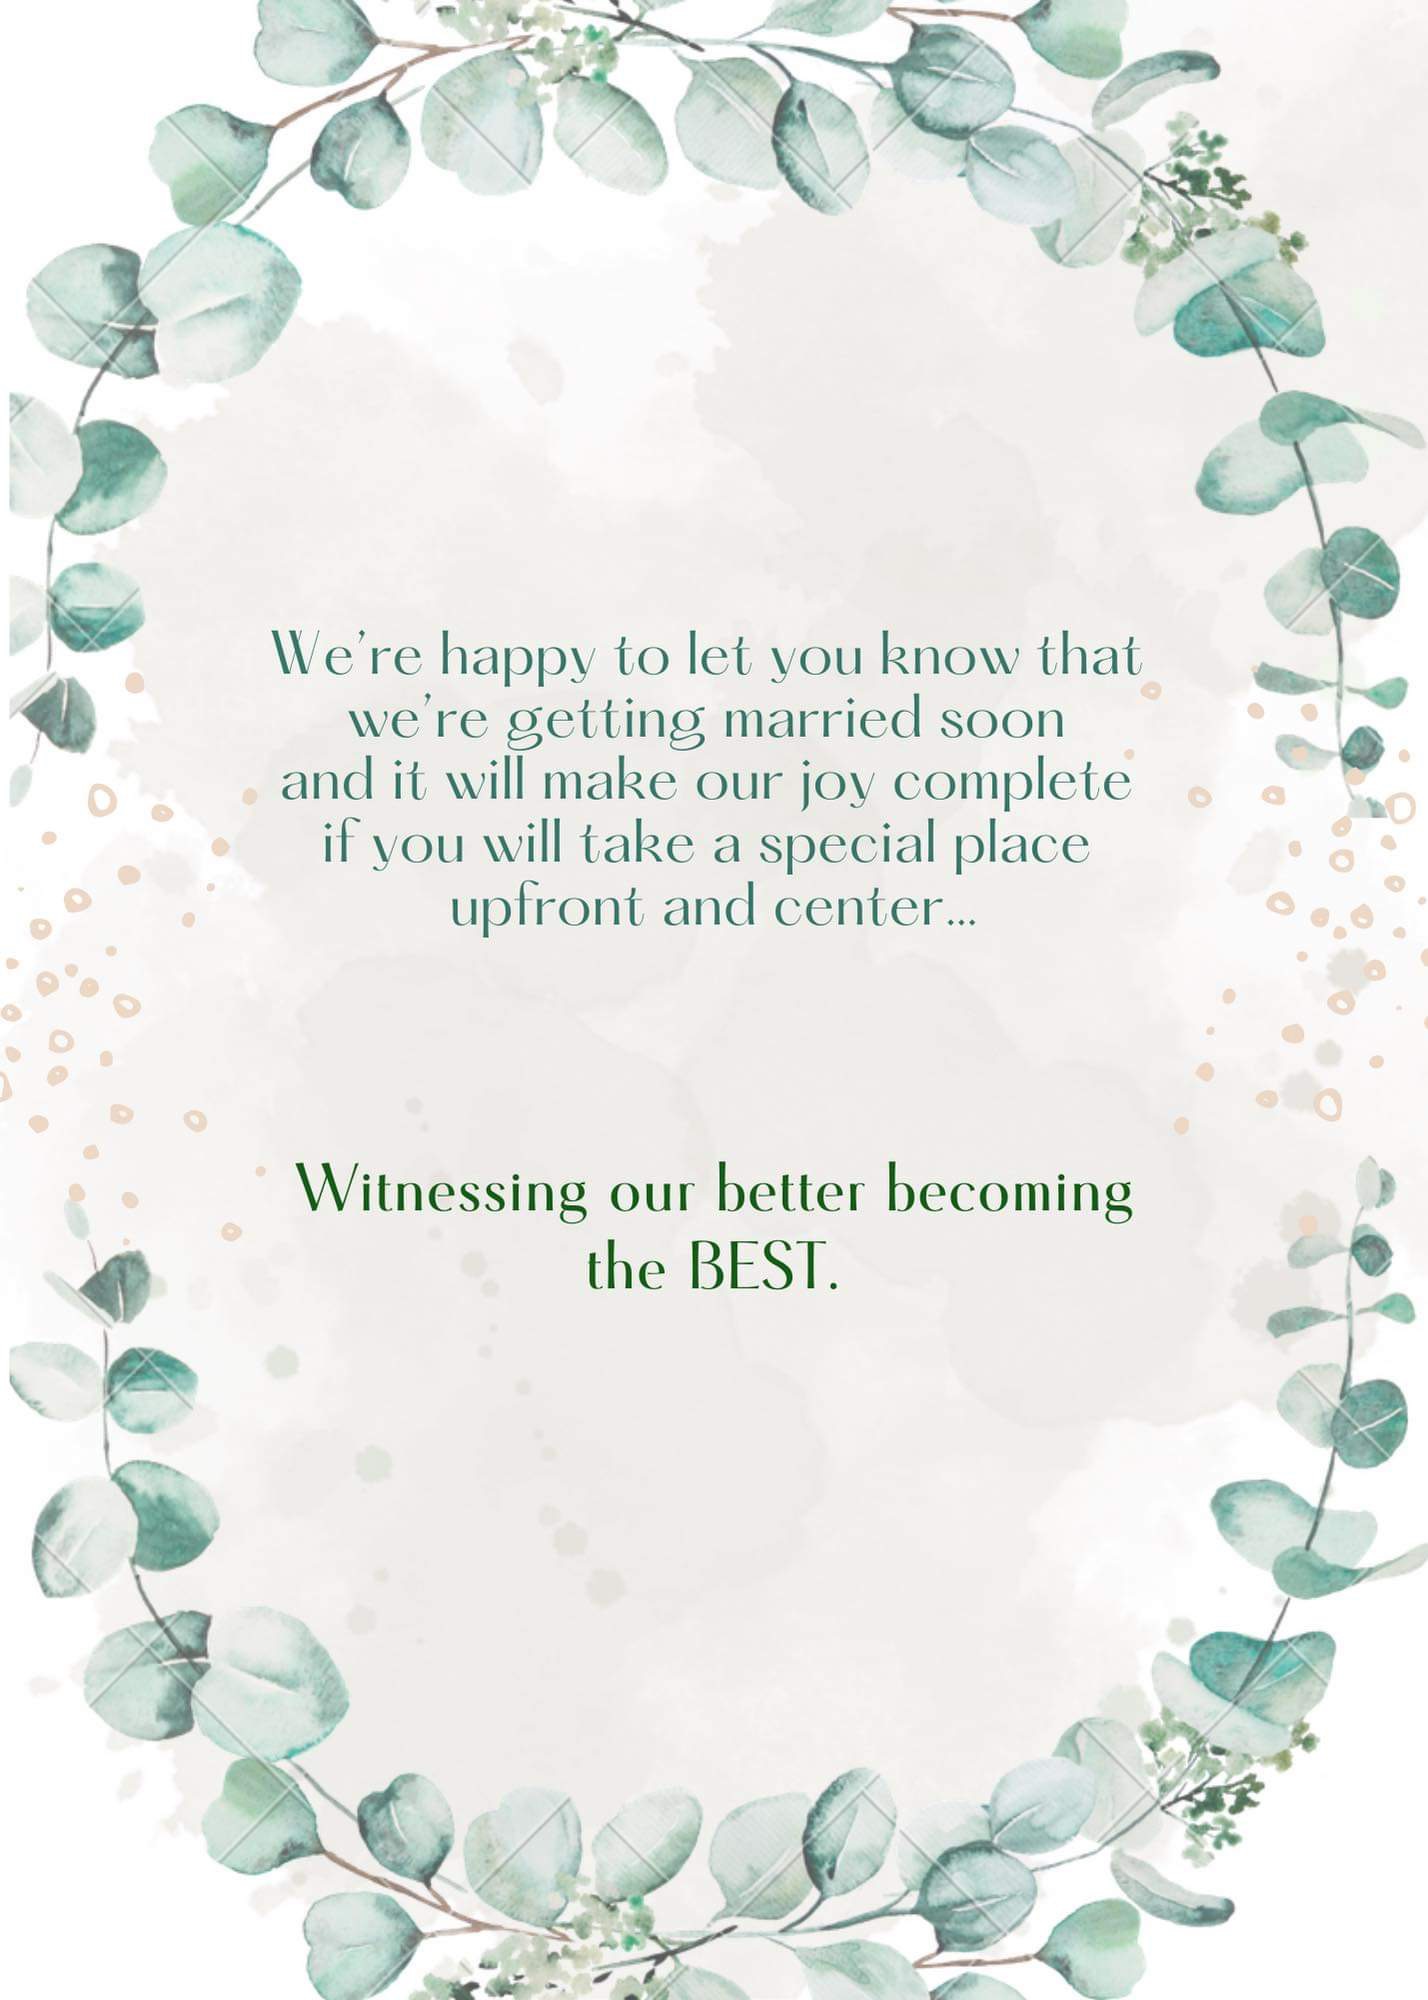 We're happy to let you know that
we're getting married soon
and it will make our joy complete
if you will take a special place
upfront and center...
Witnessing our better becoming
the BEST.